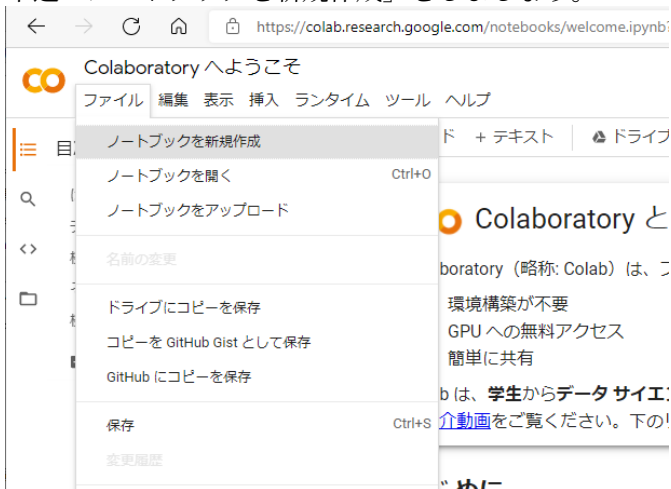 https://colab.research.google.com/notebooks/welcome.ipynb?
Colaboratory へようこそ
ファイル 編集 表示 挿入 ランタイム ツール ヘルプ
目
ノートブックを新規作成
ド + テキスト ドライブ
ノートブックを開く Ctrl+O
ノートブックをアップロード
Colaboratory と
名前の変更
boratory(略称: Colab)は、
ドライブにコピーを保存
環境構築が不要
コピーを GitHub Gist として保存
GPU への無料アクセス
簡単に共有
GitHub にコピーを保存
b は、学生からデータ サイエ
保存 Ctrl+S
介動画をご覧ください。下の
変更履歴
めに